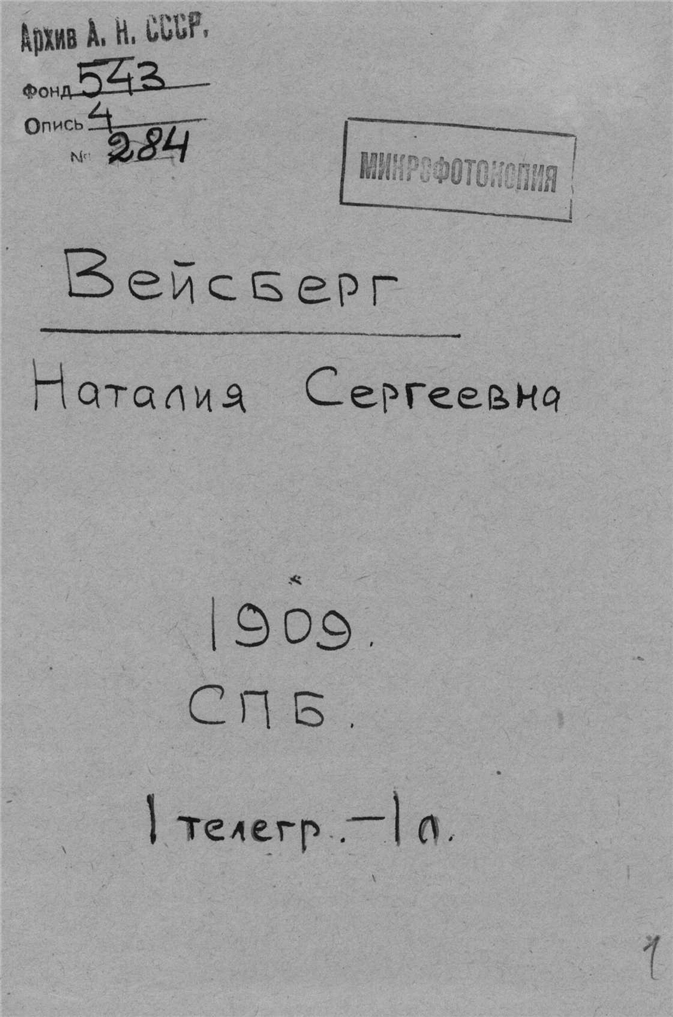 Архив А. Н. СССР.
Фонд 543
Опись 4
№ 284
МИКРОФОТОКОПИЯ
Вейсберг
Наталия Сергеевна
1909.
СПБ.
1 телегр. – 1 л.
1